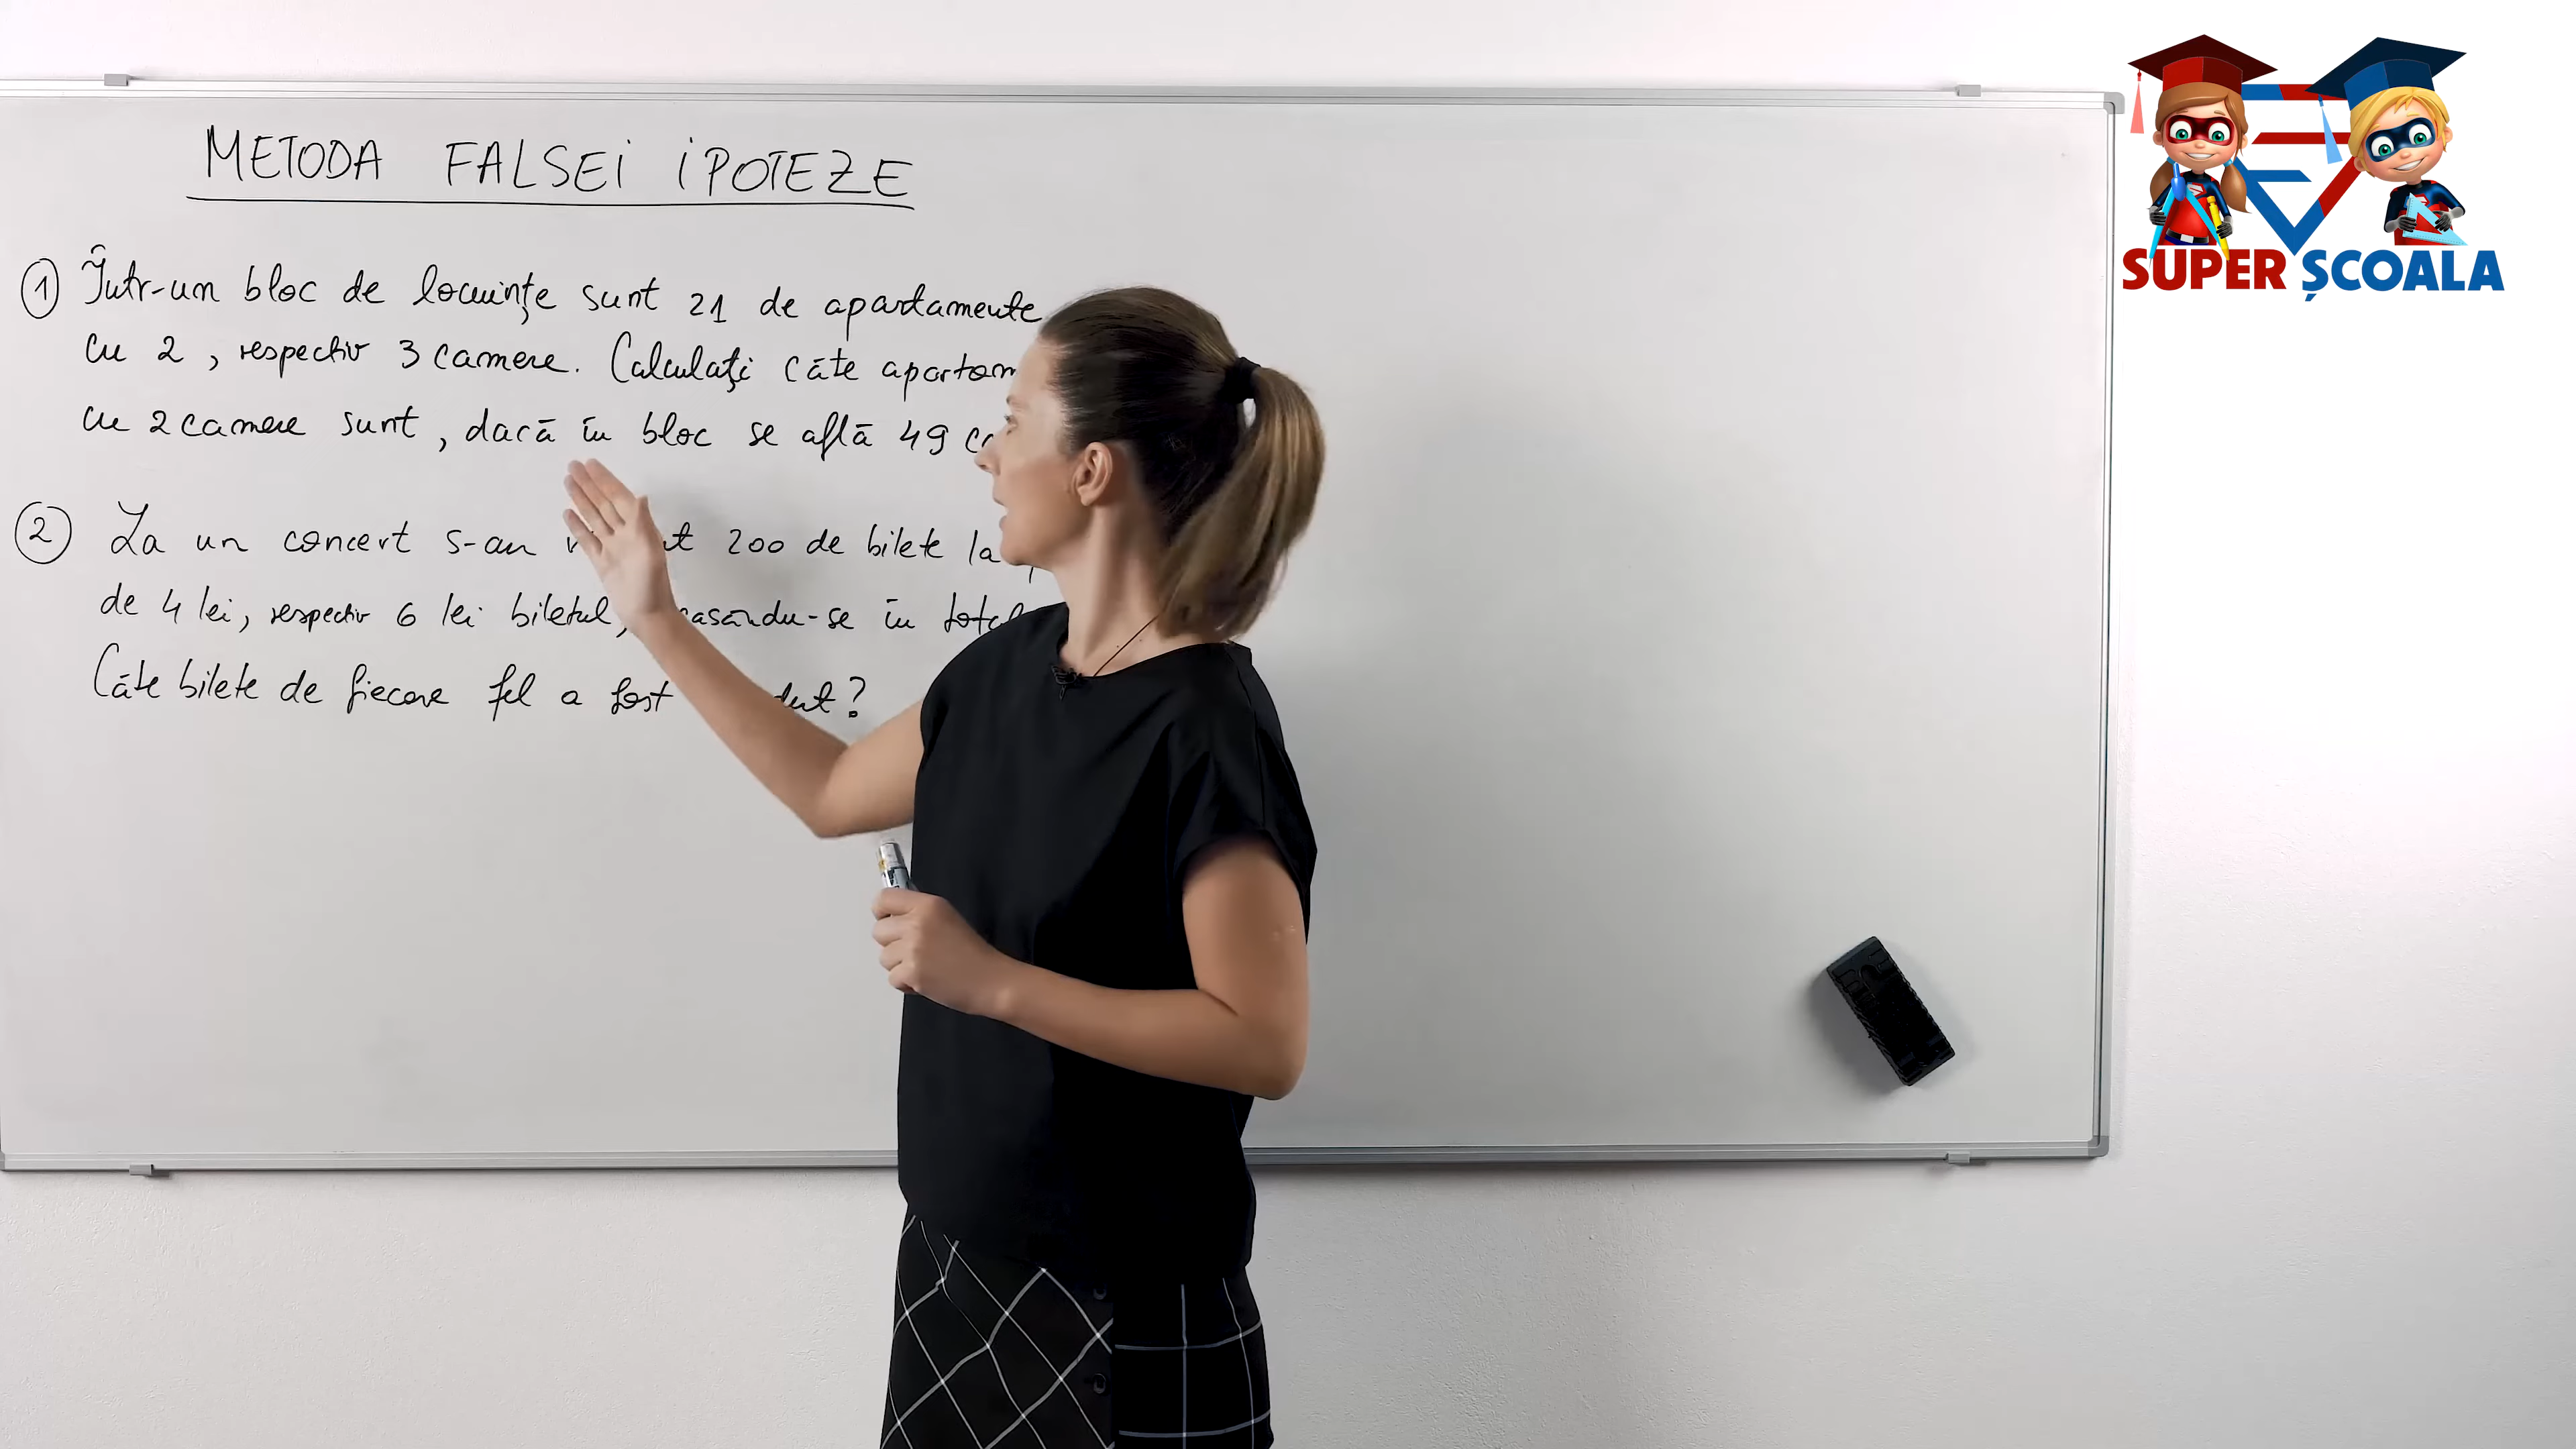 METODA FALSEI IPOTEZE
① Într-un bloc de locuințe sunt 21 de apartamente
cu 2, respectiv 3 camere. Calculați câte
cu 2 camere sunt, dacă în bloc se află 49
② La un concert s-au 200 de bilete la
de 4 lei, respectiv 6 lei biletul, în total
Câte bilete de fiecare fel a fost ?
SUPER ȘCOALA